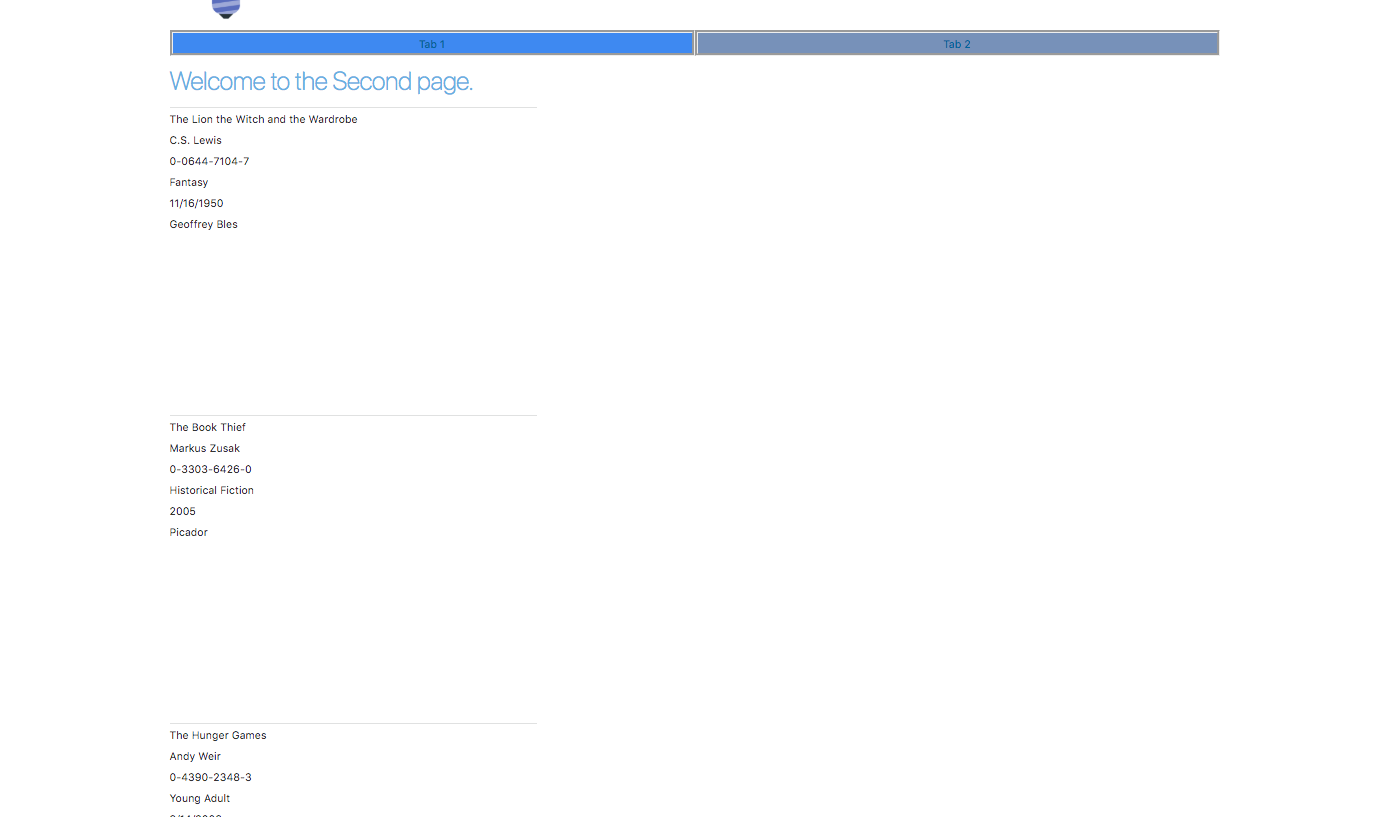 Tab 1 Tab 2
Welcome to the Second page.
The Lion the Witch and the Wardrobe
C.S. Lewis
0-0644-7104-7
Fantasy
11/16/1950
Geoffrey Bles
The Book Thief
Markus Zusak
0-3303-6426-0
Historical Fiction
2005
Picador
The Hunger Games
Andy Weir
0-4390-2348-3
Young Adult